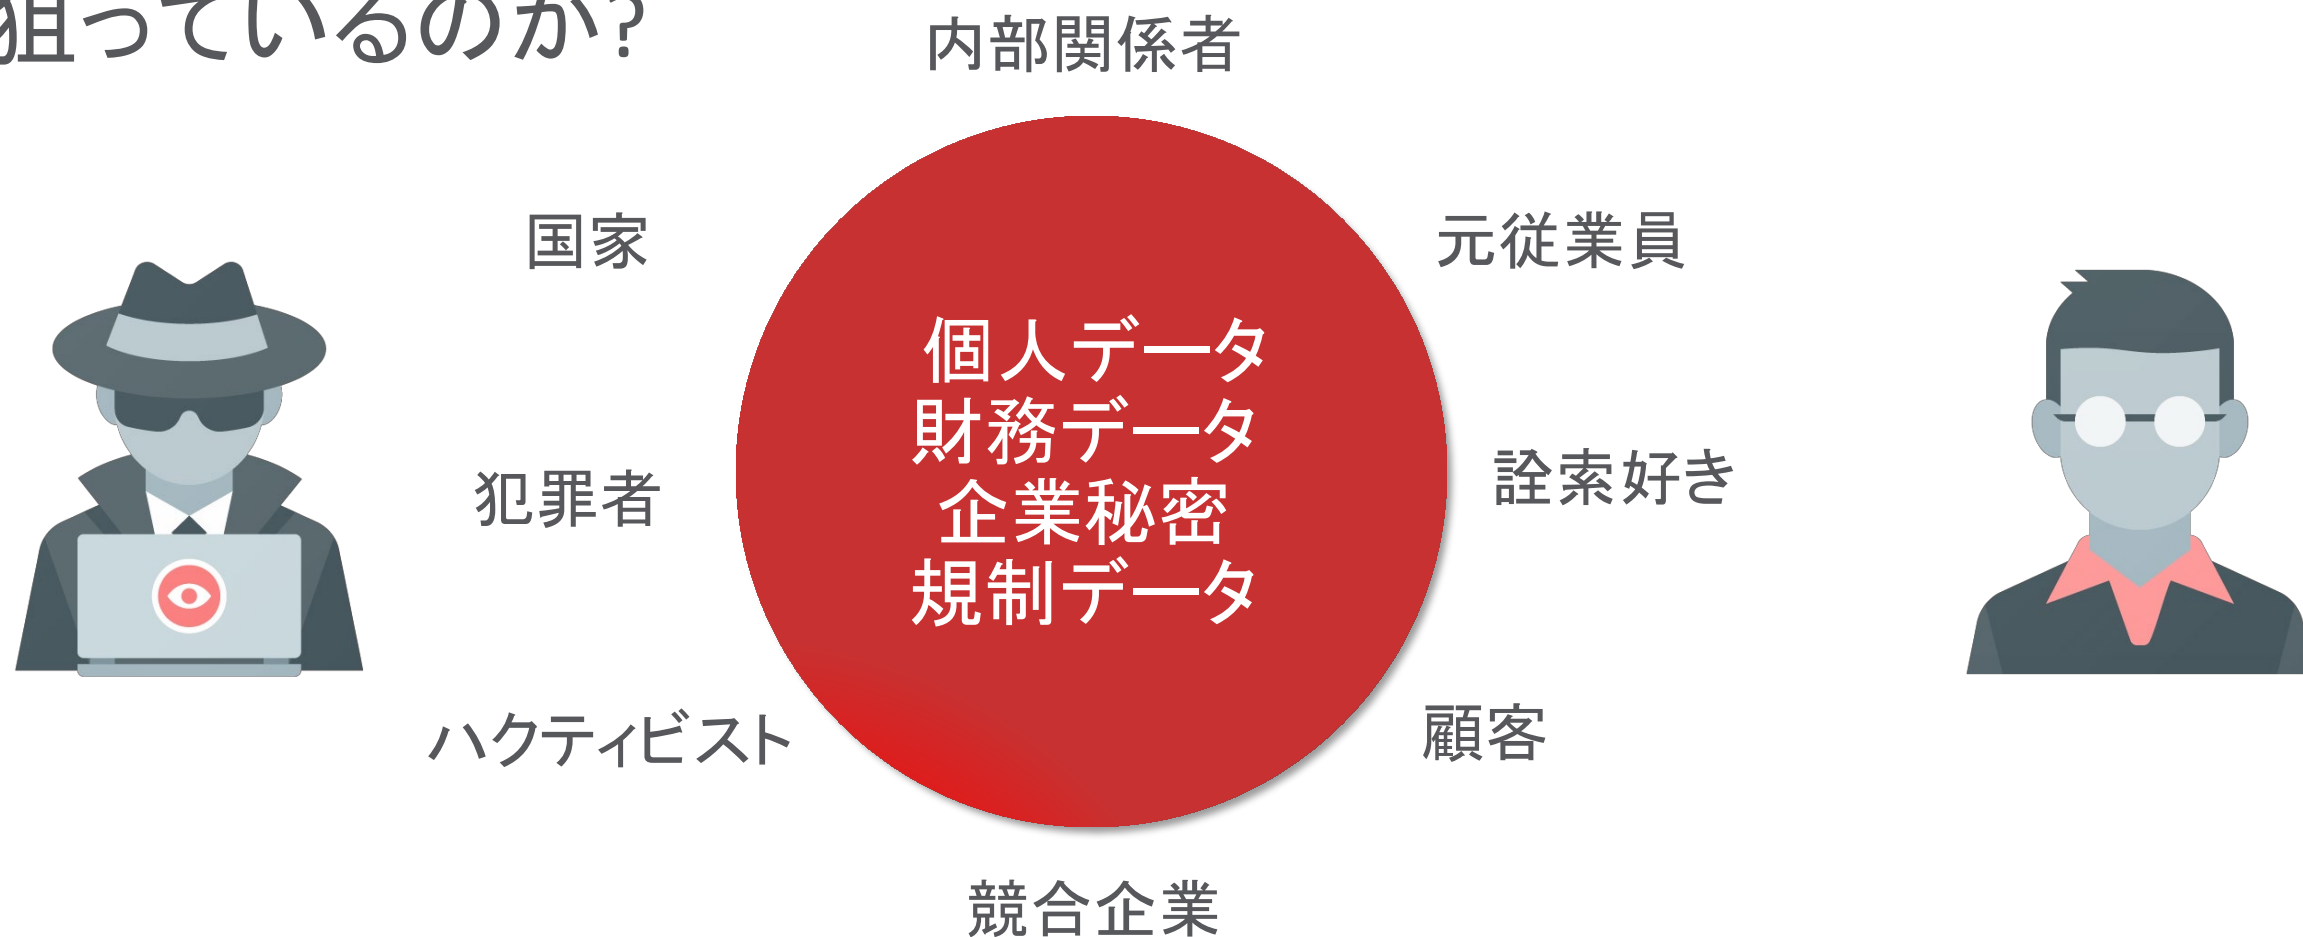 狙っているのか?
内部関係者
国家
元従業員
個人データ
財務データ
企業秘密
規制データ
犯罪者
詮索好き
ハクティビスト
顧客
競合企業